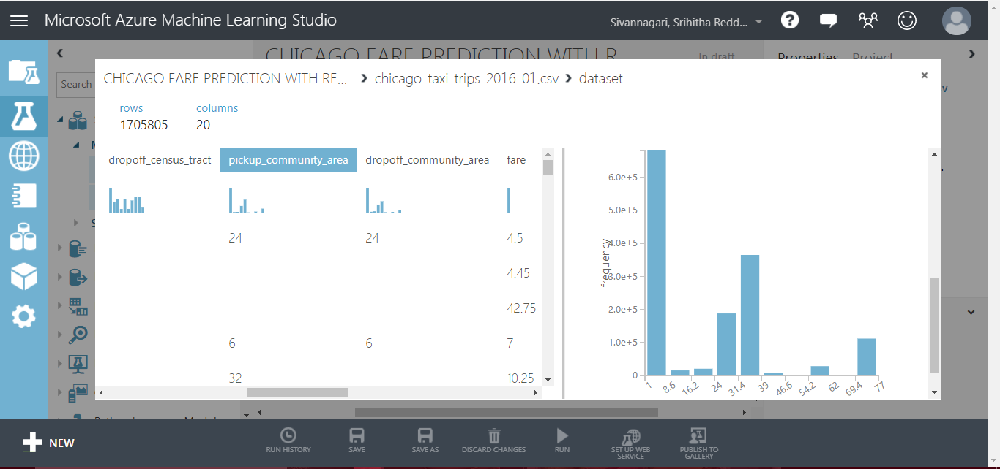 Microsoft Azure Machine Learning Studio
Sivannagari, Srihitha Redd...
CHICAGO FARE PREDICTION WITH R
In draft
Properties Project
CHICAGO FARE PREDICTION WITH RE... › chicago_taxi_trips_2016_01.csv › dataset
×
Search
rows columns
1705805 20
dropoff_census_tract pickup_community_area dropoff_community_area fare
24 24 4.5
4.45
42.75
6 6 7
32 10.25
frequency
6.0e+5
5.0e+5
4.0e+5
3.0e+5
2.0e+5
1.0e+5
0
1 8.6 16.2 24 31.4 39 46.6 54.2 62 69.4 77
NEW
RUN HISTORY SAVE SAVE AS DISCARD CHANGES RUN SET UP WEB SERVICE PUBLISH TO GALLERY